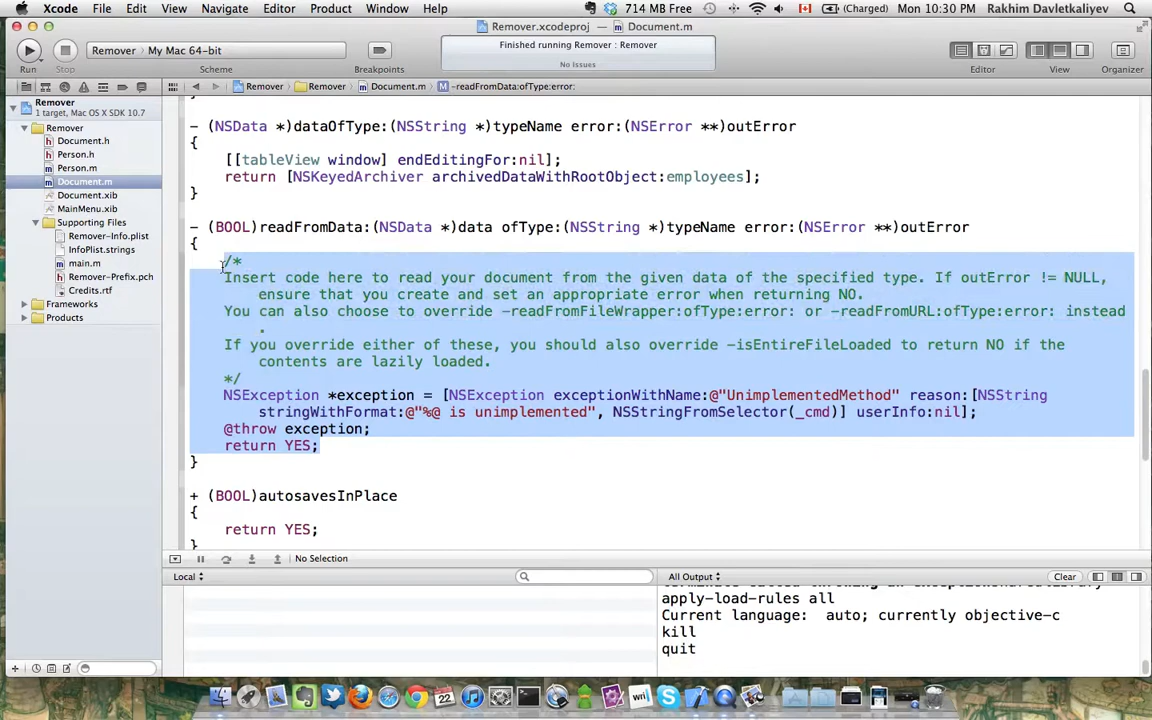 Xcode File Edit View Navigate Editor Product Window Help 714 MB Free (Charged) Mon 10:30 PM Rakhim Davletkaliyev
Remover.xcodeproj — Document.m
Run Stop
Remover My Mac 64-bit
Scheme
Breakpoints
Finished running Remover : Remover
No Issues
Editor View Organizer
Remover Remover Document.m -readFromData:ofType:error:
Remover
1 target, Mac OS X SDK 10.7
Remover
Document.h
Person.h
Person.m
Document.m
Document.xib
MainMenu.xib
Supporting Files
Remover-Info.plist
InfoPlist.strings
main.m
Remover-Prefix.pch
Credits.rtf
Frameworks
Products
}
- (NSData *)dataOfType:(NSString *)typeName error:(NSError **)outError
{
[[tableView window] endEditingFor:nil];
return [NSKeyedArchiver archivedDataWithRootObject:employees];
}
- (BOOL)readFromData:(NSData *)data ofType:(NSString *)typeName error:(NSError **)outError
{
/*
Insert code here to read your document from the given data of the specified type. If outError != NULL,
ensure that you create and set an appropriate error when returning NO.
You can also choose to override -readFromFileWrapper:ofType:error: or -readFromURL:ofType:error: instead
.
If you override either of these, you should also override -isEntireFileLoaded to return NO if the
contents are lazily loaded.
*/
NSException *exception = [NSException exceptionWithName:@"UnimplementedMethod" reason:[NSString
stringWithFormat:@"%@ is unimplemented", NSStringFromSelector(_cmd)] userInfo:nil];
@throw exception;
return YES;
}
+ (BOOL)autosavesInPlace
{
return YES;
}
No Selection
Local
All Output
Clear
apply-load-rules all
Current language:  auto; currently objective-c
kill
quit
22
wri